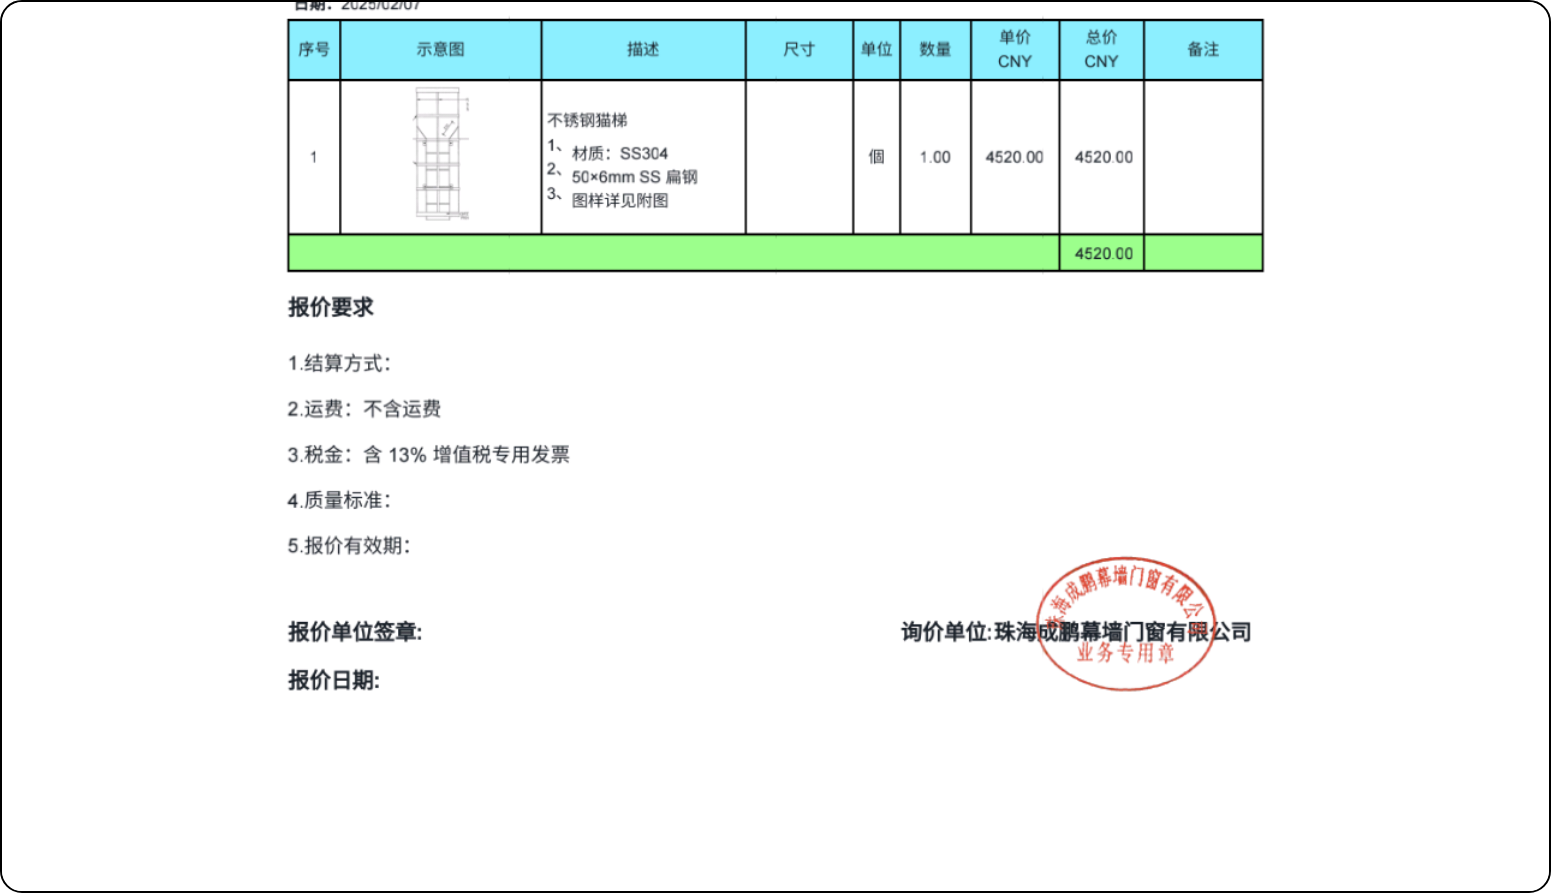 日期：2025/02/07
序号 示意图 描述 尺寸 单位 数量 单价 CNY 总价 CNY 备注
不锈钢猫梯
1、材质：SS304
2、50×6mm SS 扁钢
3、图样详见附图
1 個 1.00 4520.00 4520.00
4520.00
报价要求
1.结算方式：
2.运费：不含运费
3.税金：含 13% 增值税专用发票
4.质量标准：
5.报价有效期：
报价单位签章:
询价单位:珠海成鹏幕墙门窗有限公司
珠海成鹏幕墙门窗有限公司
业务专用章
报价日期: